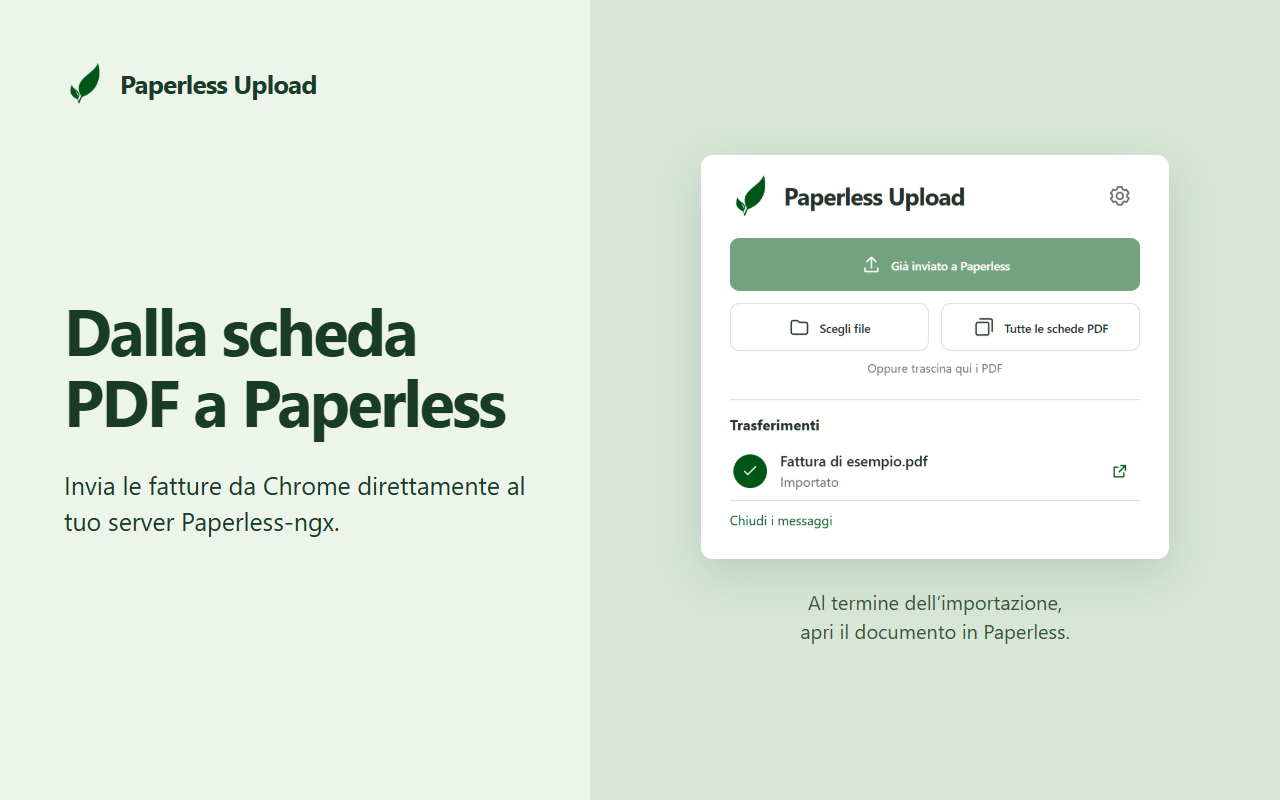 Paperless Upload
Dalla scheda
PDF a Paperless
Invia le fatture da Chrome direttamente al
tuo server Paperless-ngx.
Paperless Upload
Già inviato a Paperless
Scegli file
Tutte le schede PDF
Oppure trascina qui i PDF
Trasferimenti
Fattura di esempio.pdf
Importato
Chiudi i messaggi
Al termine dell’importazione,
apri il documento in Paperless.